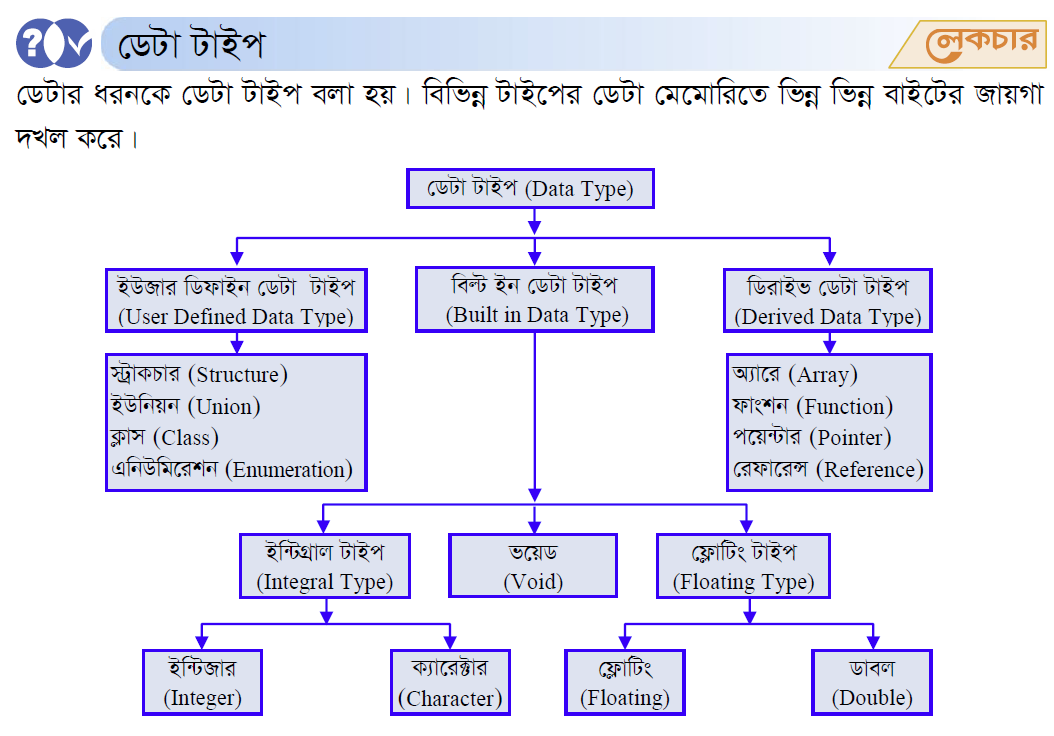 ডেটা টাইপ
লেকচার
ডেটার ধরনকে ডেটা টাইপ বলা হয়। বিভিন্ন টাইপের ডেটা মেমোরিতে ভিন্ন ভিন্ন বাইটের জায়গা
দখল করে।
ডেটা টাইপ (Data Type)
ইউজার ডিফাইন ডেটা টাইপ
(User Defined Data Type)
বিল্ট ইন ডেটা টাইপ
(Built in Data Type)
ডিরাইভ ডেটা টাইপ
(Derived Data Type)
স্ট্রাকচার (Structure)
ইউনিয়ন (Union)
ক্লাস (Class)
এনিউমিরেশন (Enumeration)
অ্যারে (Array)
ফাংশন (Function)
পয়েন্টার (Pointer)
রেফারেন্স (Reference)
ইন্টিগ্রাল টাইপ
(Integral Type)
ভয়েড
(Void)
ফ্লোটিং টাইপ
(Floating Type)
ইন্টিজার
(Integer)
ক্যারেক্টার
(Character)
ফ্লোটিং
(Floating)
ডাবল
(Double)